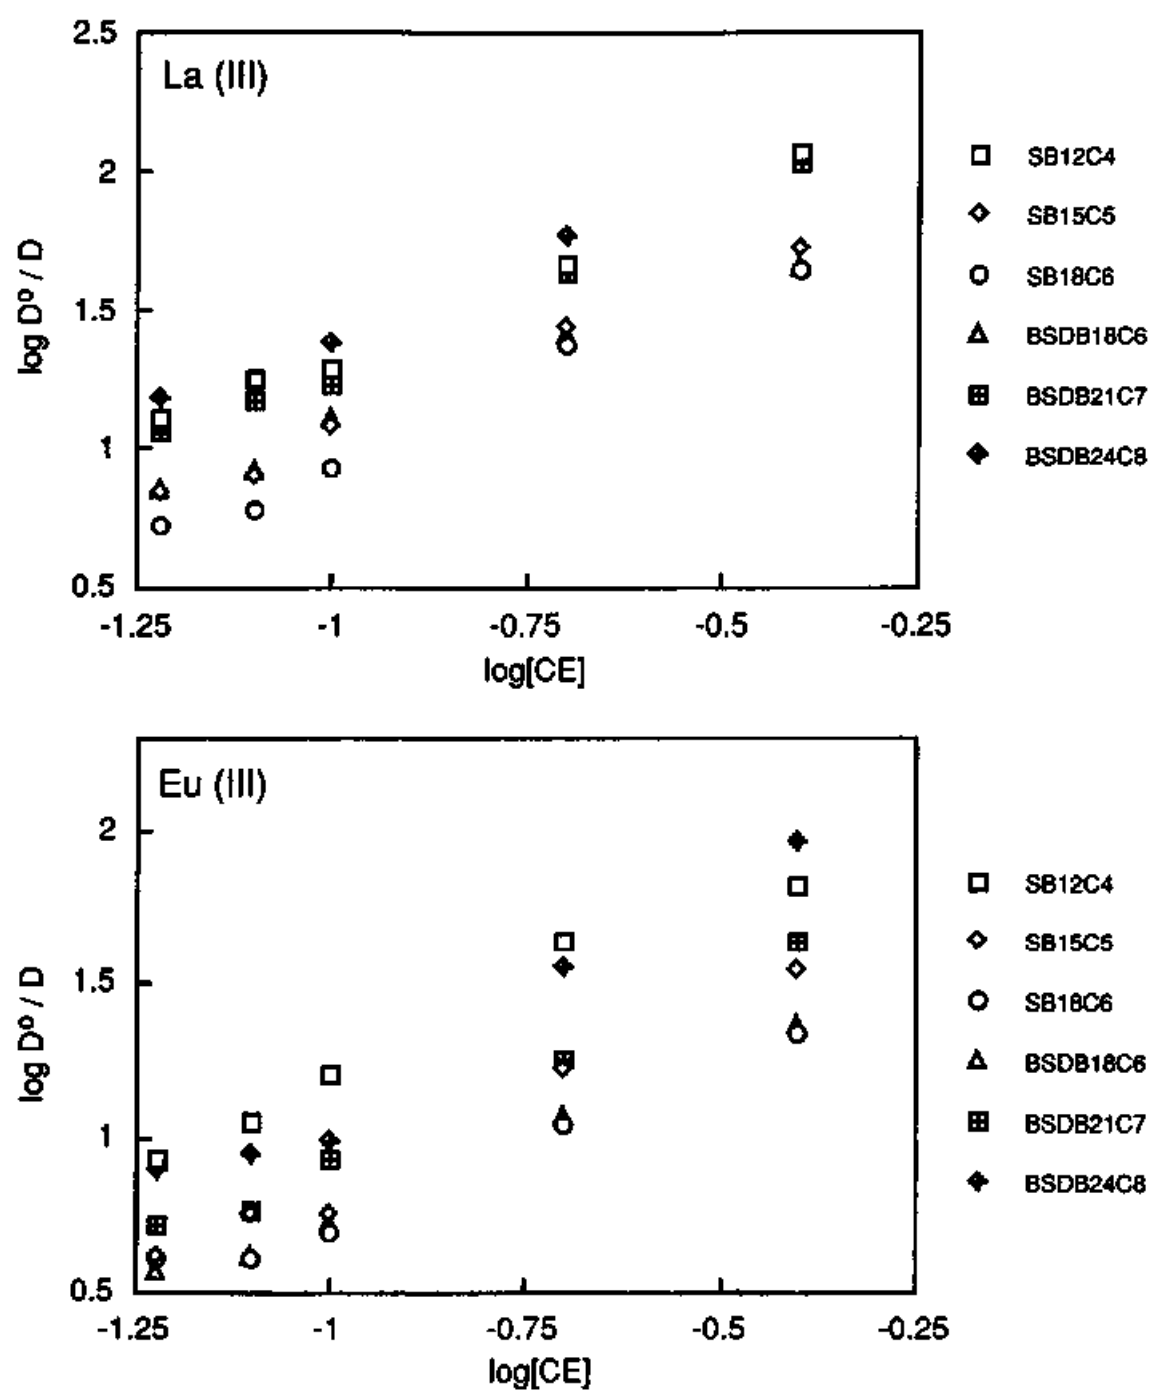 La (III)
2.5
2
1.5
1
0.5
log Dº / D
-1.25 -1 -0.75 -0.5 -0.25
log[CE]
SB12C4
SB15C5
SB18C6
BSDB18C6
BSDB21C7
BSDB24C8
Eu (III)
2
1.5
1
0.5
log Dº / D
-1.25 -1 -0.75 -0.5 -0.25
log[CE]
SB12C4
SB15C5
SB18C6
BSDB18C6
BSDB21C7
BSDB24C8